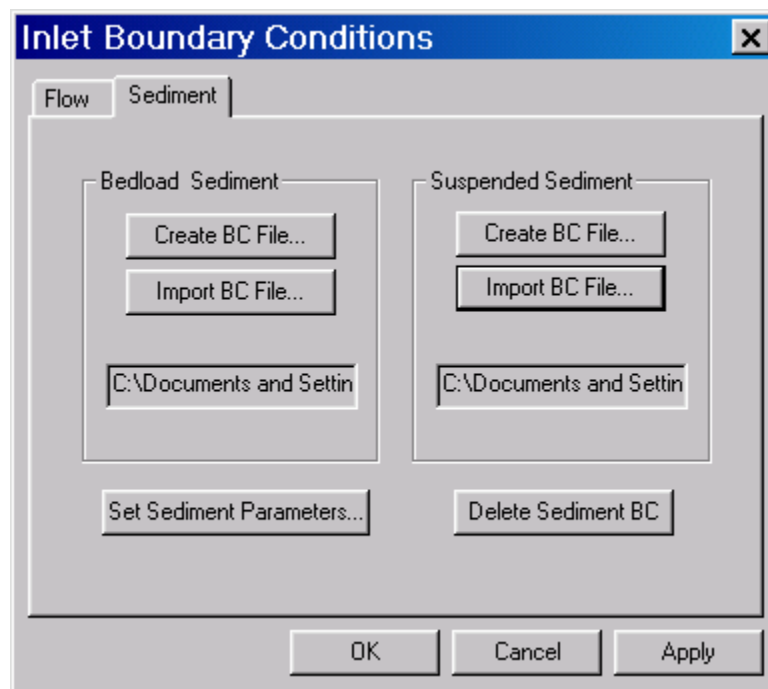 Inlet Boundary Conditions
Flow
Sediment
Bedload Sediment
Create BC File...
Import BC File...
C:\Documents and Settin
Suspended Sediment
Create BC File...
Import BC File...
C:\Documents and Settin
Set Sediment Parameters...
Delete Sediment BC
OK
Cancel
Apply